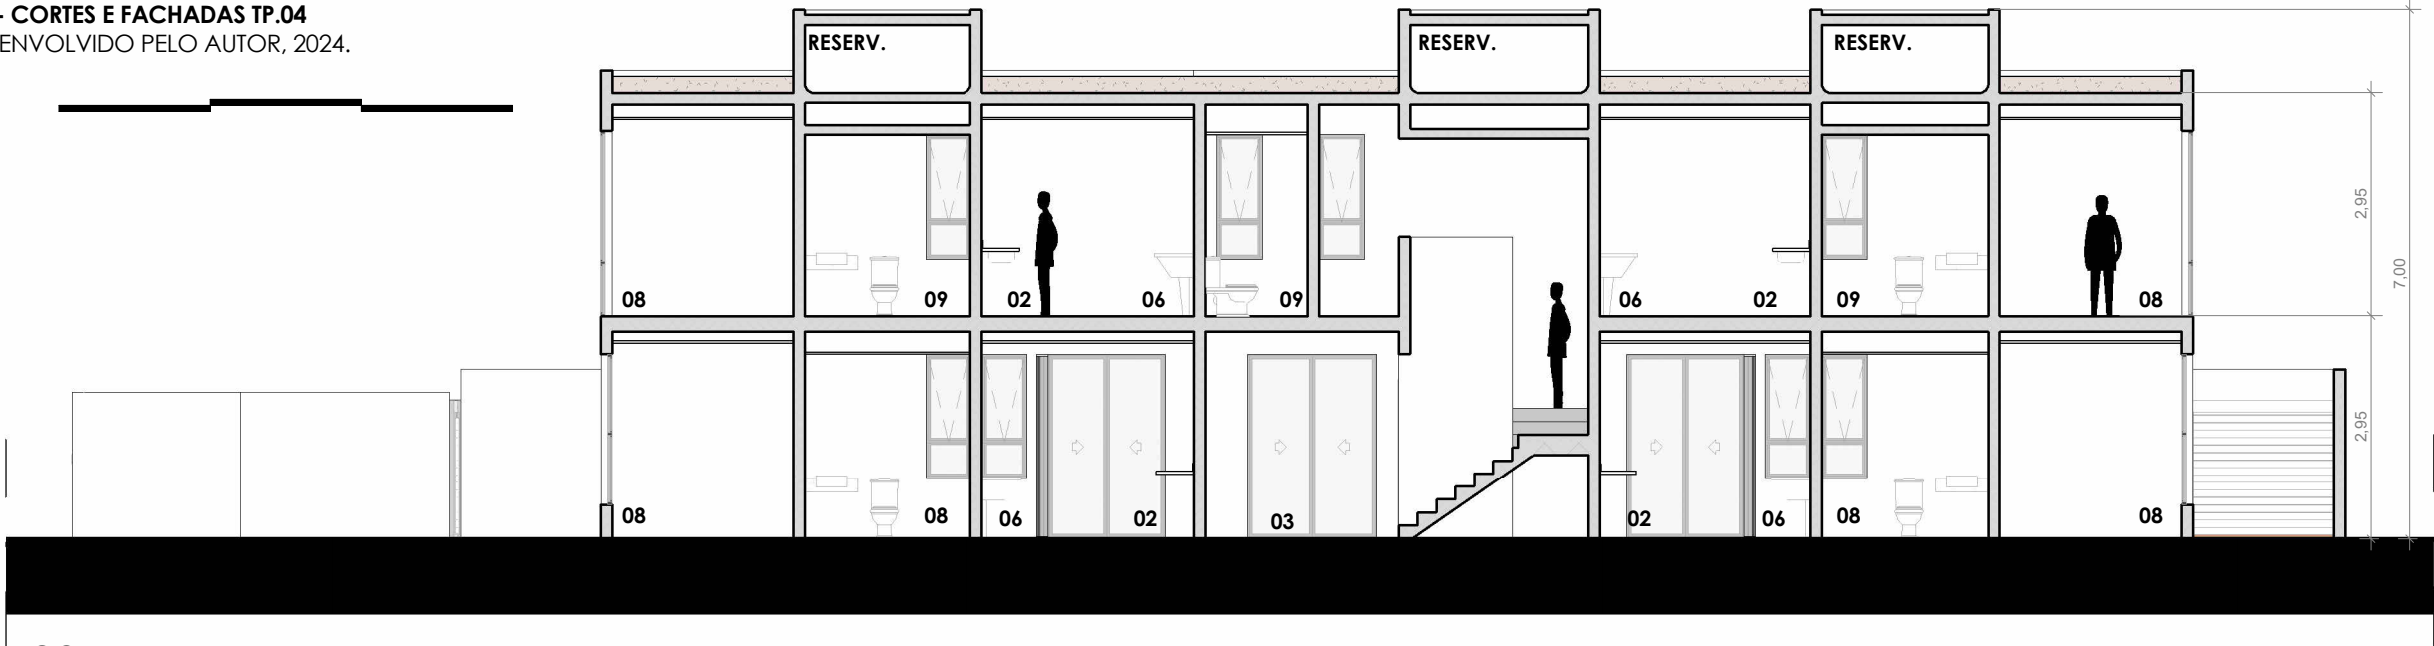 - CORTES E FACHADAS TP.04
ENVOLVIDO PELO AUTOR, 2024.
RESERV. RESERV. RESERV.
2,95
7,00
08 09 02 06 09 06 02 09 08
2,95
08 08 06 02 03 02 06 08 08